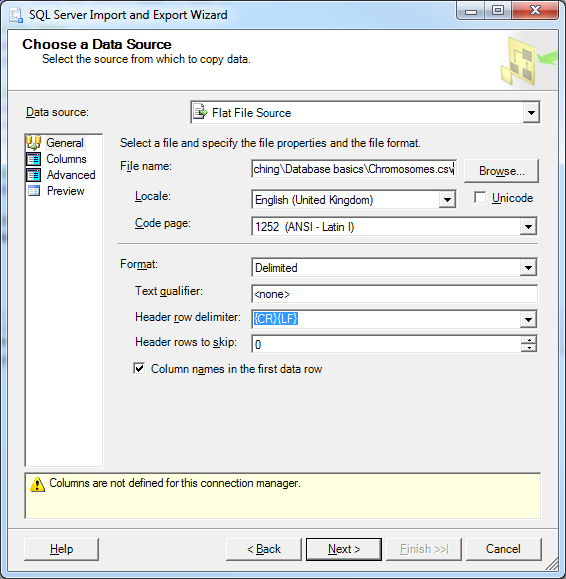 SQL Server Import and Export Wizard
Choose a Data Source
Select the source from which to copy data.
Data source:
Flat File Source
General
Columns
Advanced
Preview
Select a file and specify the file properties and the file format.
File name:
ching\Database basics\Chromosomes.csv
Browse...
Locale:
English (United Kingdom)
Unicode
Code page:
1252 (ANSI - Latin I)
Format:
Delimited
Text qualifier:
<none>
Header row delimiter:
{CR}{LF}
Header rows to skip:
0
Column names in the first data row
Columns are not defined for this connection manager.
Help
< Back
Next >
Finish >>|
Cancel